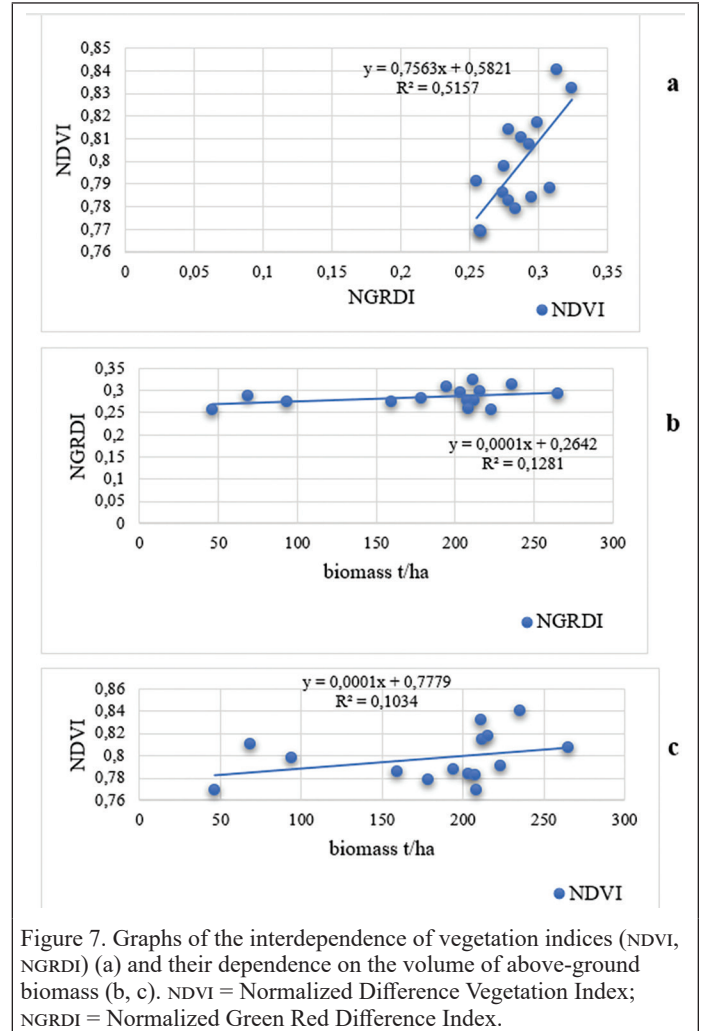 0,85
0,84
0,83
0,82
0,81
0,8
0,79
0,78
0,77
0,76
NDVI
y = 0,7563x + 0,5821
R² = 0,5157
a
0 0,05 0,1 0,15 0,2 0,25 0,3 0,35
NGRDI
NDVI
0,35
0,3
0,25
0,2
0,15
0,1
0,05
0
NGRDI
y = 0,0001x + 0,2642
R² = 0,1281
b
0 50 100 150 200 250 300
biomass t/ha
NGRDI
0,86
0,84
0,82
0,8
0,78
0,76
NDVI
y = 0,0001x + 0,7779
R² = 0,1034
c
0 50 100 150 200 250 300
biomass t/ha
NDVI
Figure 7. Graphs of the interdependence of vegetation indices (NDVI,
NGRDI) (a) and their dependence on the volume of above-ground
biomass (b, c). NDVI = Normalized Difference Vegetation Index;
NGRDI = Normalized Green Red Difference Index.